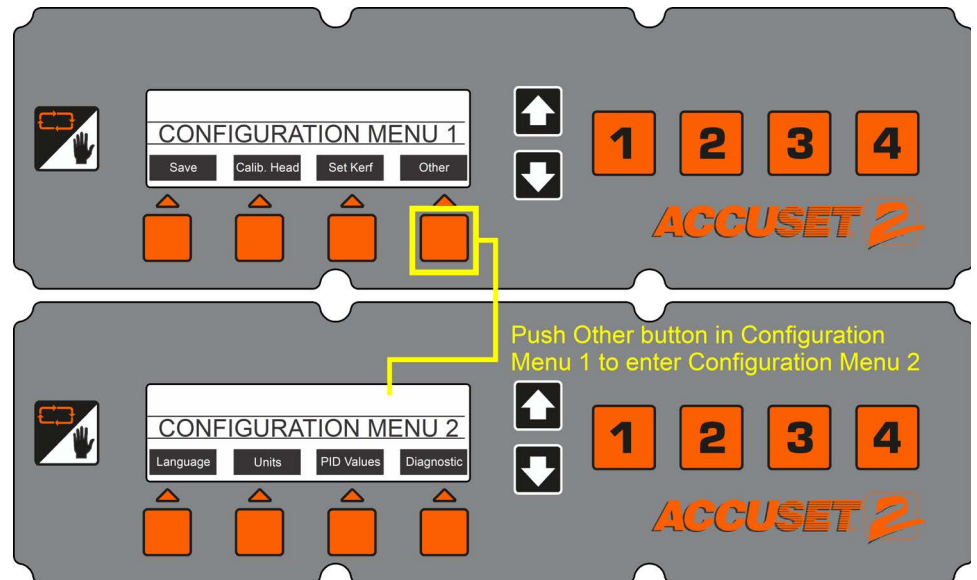 CONFIGURATION MENU 1
Save Calib. Head Set Kerf Other
1 2 3 4
ACCUSET 2
Push Other button in Configuration
Menu 1 to enter Configuration Menu 2
CONFIGURATION MENU 2
Language Units PID Values Diagnostic
1 2 3 4
ACCUSET 2